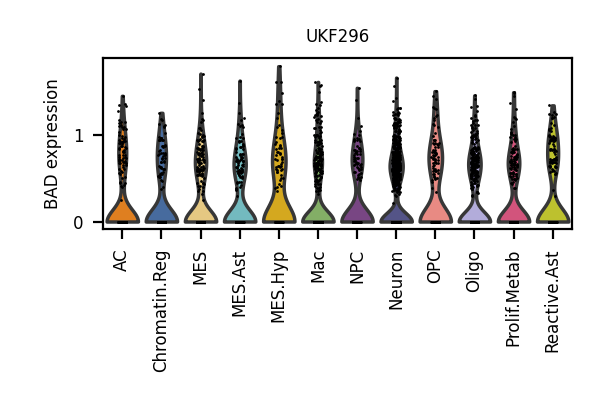 UKF296
BAD expression
1
0
AC
Chromatin.Reg
MES
MES.Ast
MES.Hyp
Mac
NPC
Neuron
OPC
Oligo
Prolif.Metab
Reactive.Ast